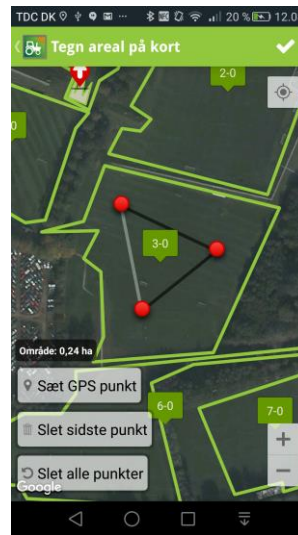 TDC DK 20 % 12.0
Tegn areal på kort
2-0
0
3-0
Område: 0,24 ha
Sæt GPS punkt
Slet sidste punkt
6-0
7-0
Slet alle punkter
Google